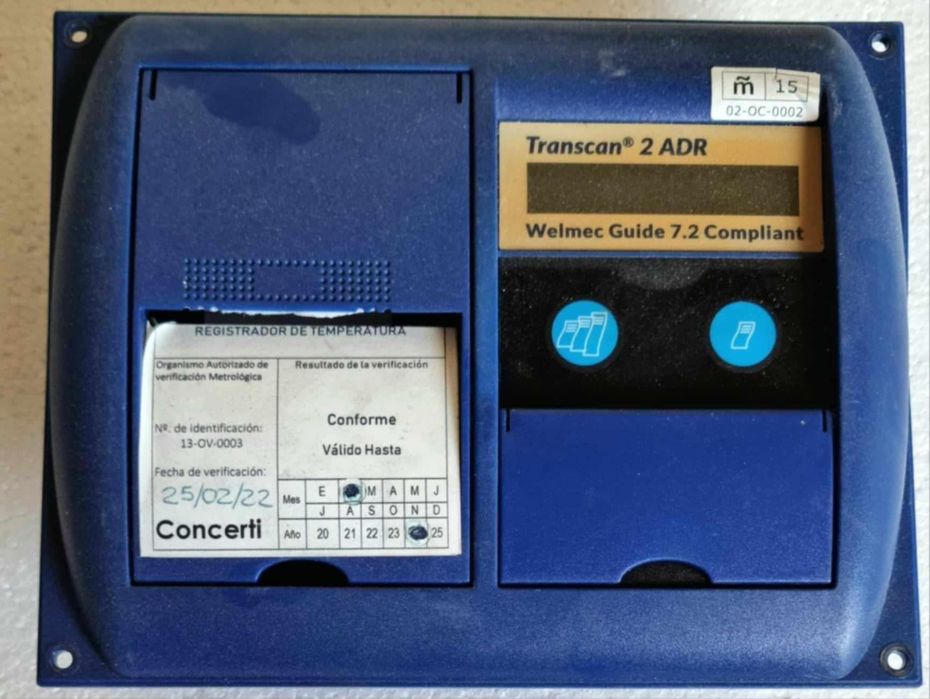 m̃ 15
02-OC-0002
Transcan® 2 ADR
Welmec Guide 7.2 Compliant
REGISTRADOR DE TEMPERATURA
Organismo Autorizado de
verificación Metrológica
Nº. de identificación:
13-OV-0003
Fecha de verificación:
25/02/22
Concerti
Resultado de la verificación
Conforme
Válido Hasta
Mes E M A M J
J A S O N D
Año 20 21 22 23 25